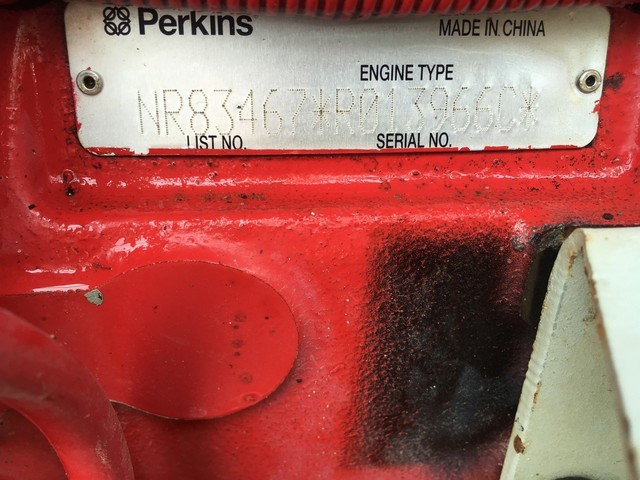 Perkins MADE IN CHINA
ENGINE TYPE
NR83467*R013966C*
LIST NO. SERIAL NO.